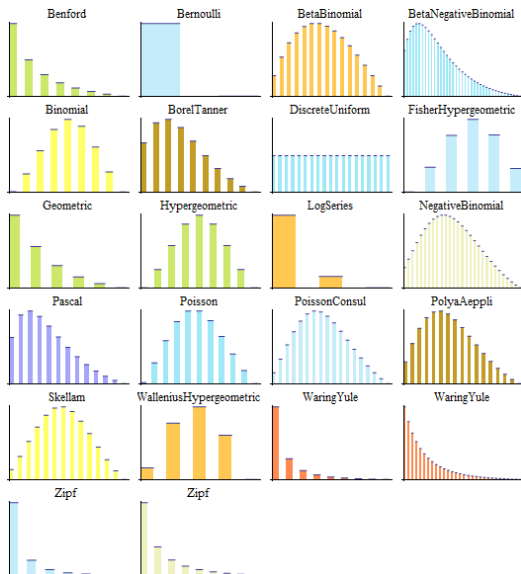 Benford
Bernoulli
BetaBinomial
BetaNegativeBinomial
Binomial
BorelTanner
DiscreteUniform
FisherHypergeometric
Geometric
Hypergeometric
LogSeries
NegativeBinomial
Pascal
Poisson
PoissonConsul
PolyaAeppli
Skellam
WalleniusHypergeometric
WaringYule
WaringYule
Zipf
Zipf